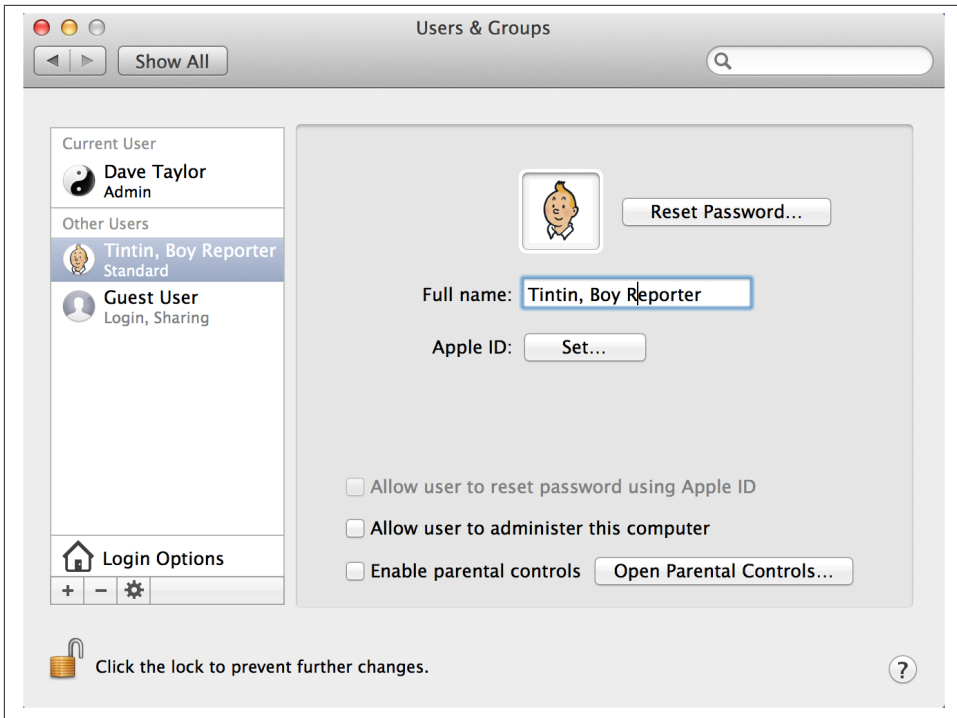 Users & Groups
Show All
Current User
Dave Taylor
Admin
Other Users
Tintin, Boy Reporter
Standard
Guest User
Login, Sharing
Login Options
+ −
Reset Password...
Full name: Tintin, Boy Reporter
Apple ID: Set...
Allow user to reset password using Apple ID
Allow user to administer this computer
Enable parental controls Open Parental Controls...
Click the lock to prevent further changes.
?